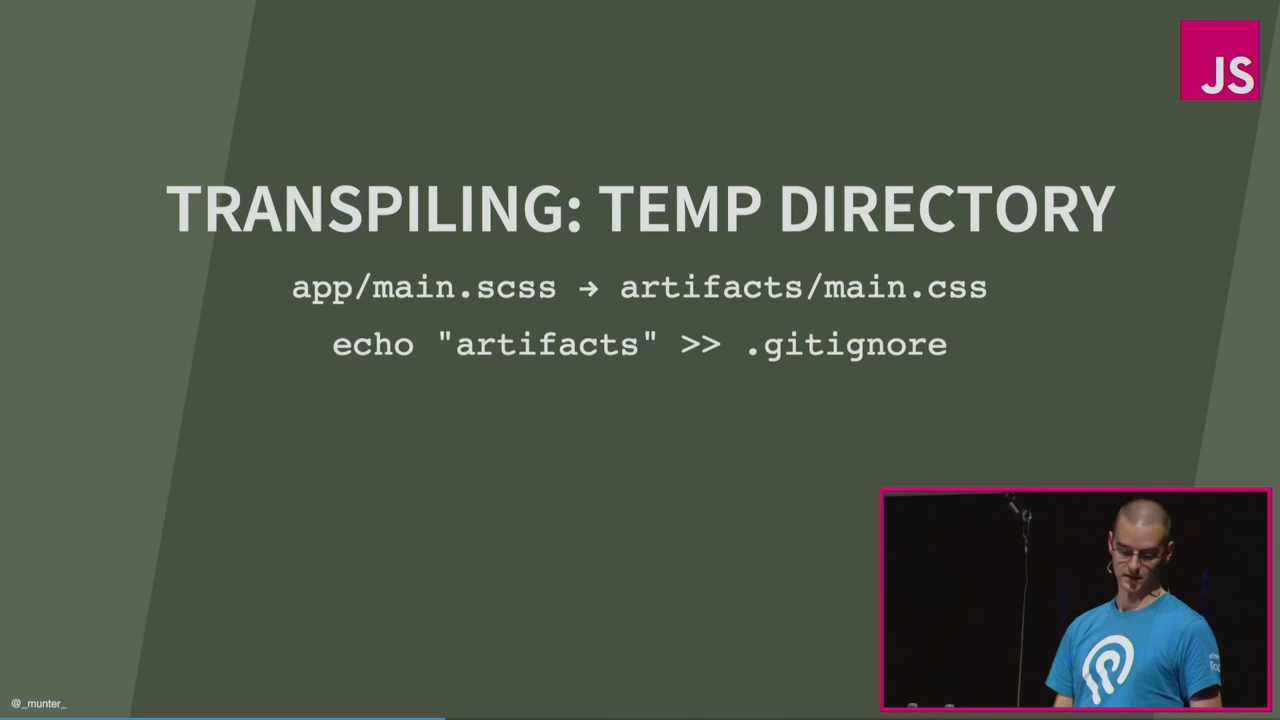 JS
TRANSPILING: TEMP DIRECTORY
app/main.scss → artifacts/main.css
echo "artifacts" >> .gitignore
@_munter_